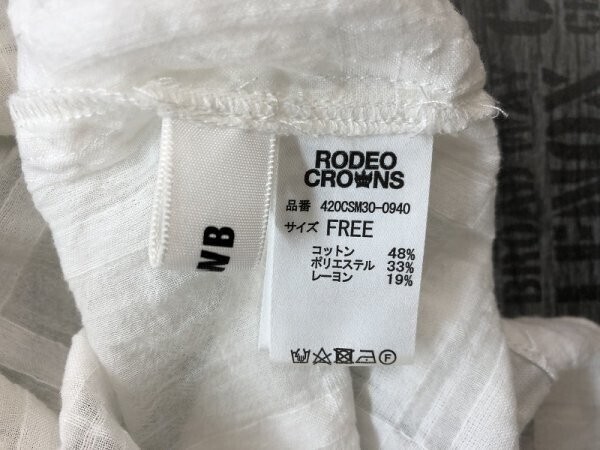 RODEO
CROWNS
品番 420CSM30-0940
サイズ FREE
コットン 48%
ポリエステル 33%
レーヨン 19%
F
NB